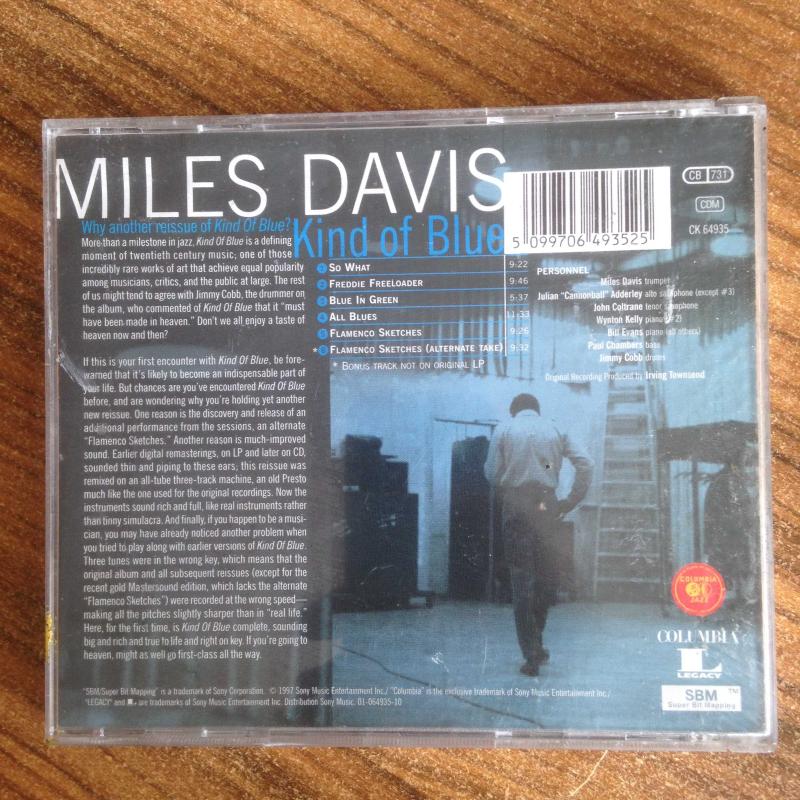 MILES DAVIS
Kind of Blue
Why another reissue of Kind Of Blue?
More than a milestone in jazz, Kind Of Blue is a defining
moment of twentieth century music; one of those
incredibly rare works of art that achieve equal popularity
among musicians, critics, and the public at large. The rest
of us might tend to agree with Jimmy Cobb, the drummer on
the album, who commented of Kind Of Blue that it "must
have been made in heaven." Don't we all enjoy a taste of
heaven now and then?
If this is your first encounter with Kind Of Blue, be fore-
warned that it's likely to become an indispensable part of
your life. But chances are you've encountered Kind Of Blue
before, and are wondering why you're holding yet another
new reissue. One reason is the discovery and release of an
additional performance from the sessions, an alternate
"Flamenco Sketches." Another reason is much-improved
sound. Earlier digital remasterings, on LP and later on CD,
sounded thin and piping to these ears; this reissue was
remixed on an all-tube three-track machine, an old Presto
much like the one used for the original recordings. Now the
instruments sound rich and full, like real instruments rather
than tinny simulacra. And finally, if you happen to be a musi-
cian, you may have already noticed another problem when
you tried to play along with earlier versions of Kind Of Blue.
Three tunes were in the wrong key, which means that the
original album and all subsequent reissues (except for the
recent gold Mastersound edition, which lacks the alternate
"Flamenco Sketches") were recorded at the wrong speed—
making all the pitches slightly sharper than in "real life."
Here, for the first time, is Kind Of Blue complete, sounding
big and rich and true to life and right on key. If you're going to
heaven, might as well go first-class all the way.
1 SO WHAT 9:22
2 FREDDIE FREELOADER 9:46
3 BLUE IN GREEN 5:37
4 ALL BLUES 11:33
5 FLAMENCO SKETCHES 9:26
*6 FLAMENCO SKETCHES (ALTERNATE TAKE) 9:32
* BONUS TRACK NOT ON ORIGINAL LP
5 099706 493525
CB 731
CDM
CK 64935
PERSONNEL
Miles Davis trumpet
Julian "Cannonball" Adderley alto saxophone (except #3)
John Coltrane tenor saxophone
Wynton Kelly piano (#2)
Bill Evans piano (all others)
Paul Chambers bass
Jimmy Cobb drums
Original Recording Produced by Irving Townsend
COLUMBIA
JAZZ
COLUMBIA
L
LEGACY
SBM™
Super Bit Mapping
"SBM/Super Bit Mapping" is a trademark of Sony Corporation. © 1997 Sony Music Entertainment Inc./ "Columbia" is the exclusive trademark of Sony Music Entertainment Inc./
"LEGACY" and L are trademarks of Sony Music Entertainment Inc. Distribution Sony Music. 01-064935-10